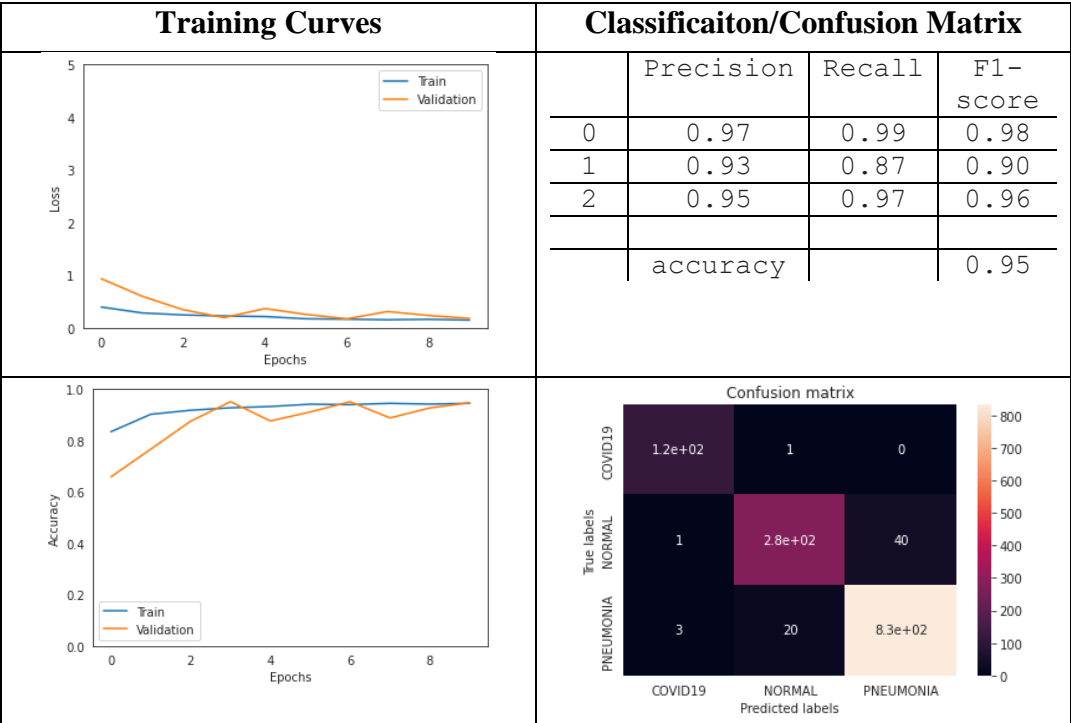 Training Curves
Classificaiton/Confusion Matrix
5
4
3
2
1
0
Loss
Train
Validation
0 2 4 6 8
Epochs
Precision Recall F1-
score
0 0.97 0.99 0.98
1 0.93 0.87 0.90
2 0.95 0.97 0.96
accuracy 0.95
1.0
0.8
0.6
0.4
0.2
0.0
Accuracy
Train
Validation
0 2 4 6 8
Epochs
Confusion matrix
True labels
COVID19
1.2e+02 1 0
NORMAL
1 2.8e+02 40
PNEUMONIA
3 20 8.3e+02
COVID19 NORMAL PNEUMONIA
Predicted labels
800
700
600
500
400
300
200
100
0